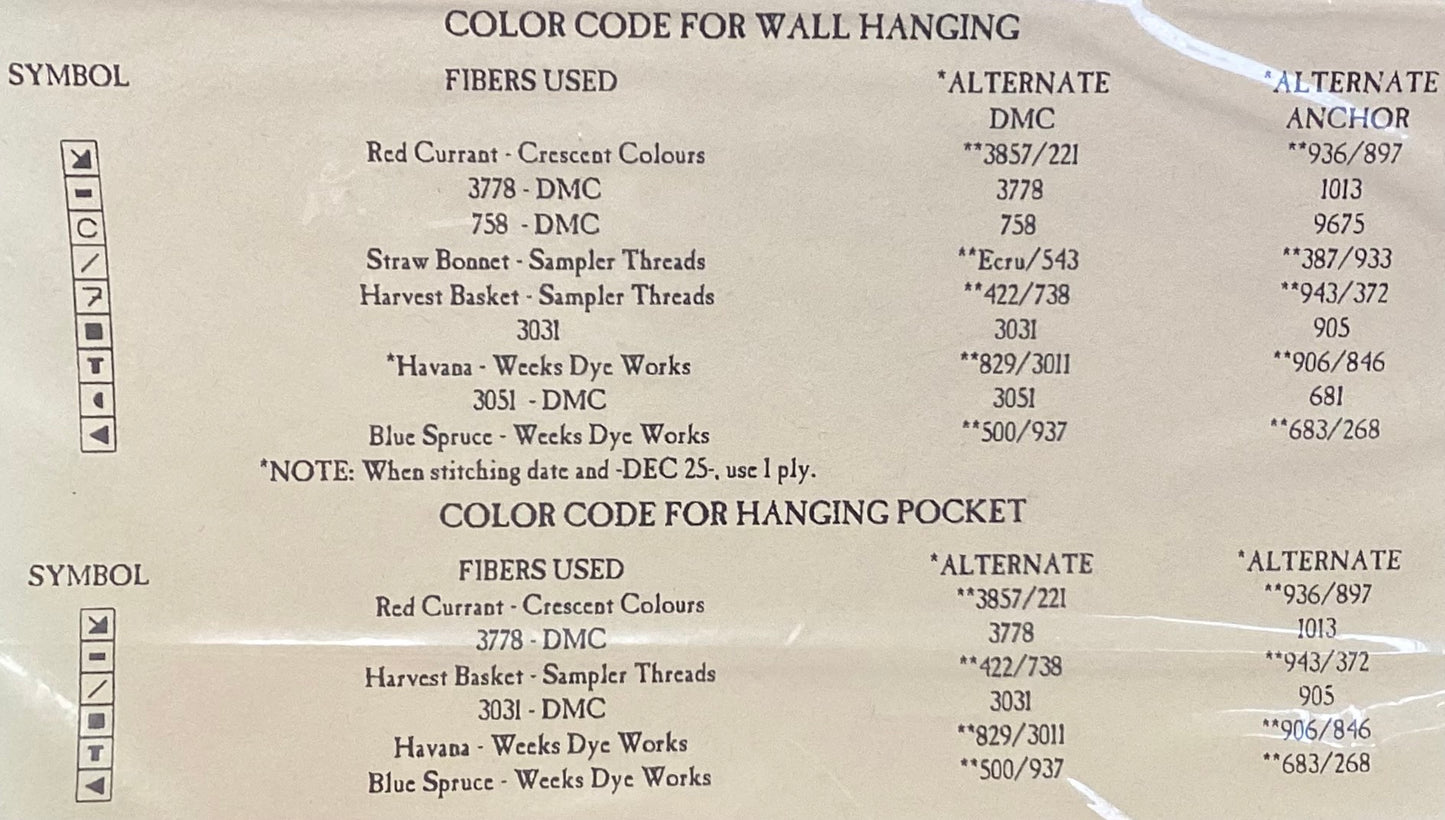 COLOR CODE FOR WALL HANGING
SYMBOL FIBERS USED *ALTERNATE *ALTERNATE
DMC ANCHOR
Red Currant - Crescent Colours **3857/221 **936/897
3778 - DMC 3778 1013
C 758 - DMC 758 9675
/ Straw Bonnet - Sampler Threads **Ecru/543 **387/933
Harvest Basket - Sampler Threads **422/738 **943/372
3031 3031 905
T *Havana - Weeks Dye Works **829/3011 **906/846
3051 - DMC 3051 681
Blue Spruce - Weeks Dye Works **500/937 **683/268
*NOTE: When stitching date and -DEC 25-, use 1 ply.
COLOR CODE FOR HANGING POCKET
SYMBOL FIBERS USED *ALTERNATE *ALTERNATE
Red Currant - Crescent Colours **3857/221 **936/897
3778 - DMC 3778 1013
/ Harvest Basket - Sampler Threads **422/738 **943/372
3031 - DMC 3031 905
T Havana - Weeks Dye Works **829/3011 **906/846
Blue Spruce - Weeks Dye Works **500/937 **683/268